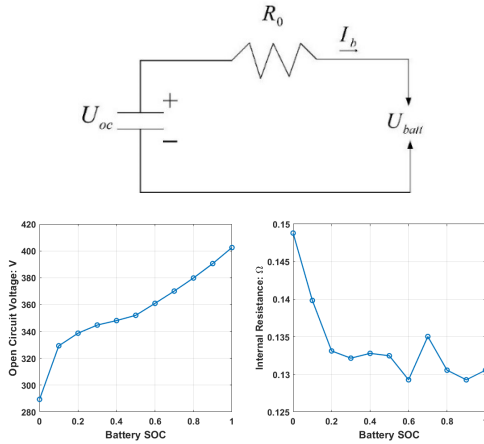 R0
Ib
+
Uoc
−
Ubatt
420
400
380
360
340
320
300
280
0 0.2 0.4 0.6 0.8 1
Open Circuit Voltage: V
Battery SOC
0.15
0.145
0.14
0.135
0.13
0.125
0 0.2 0.4 0.6 0.8 1
Internal Resistance: Ω
Battery SOC